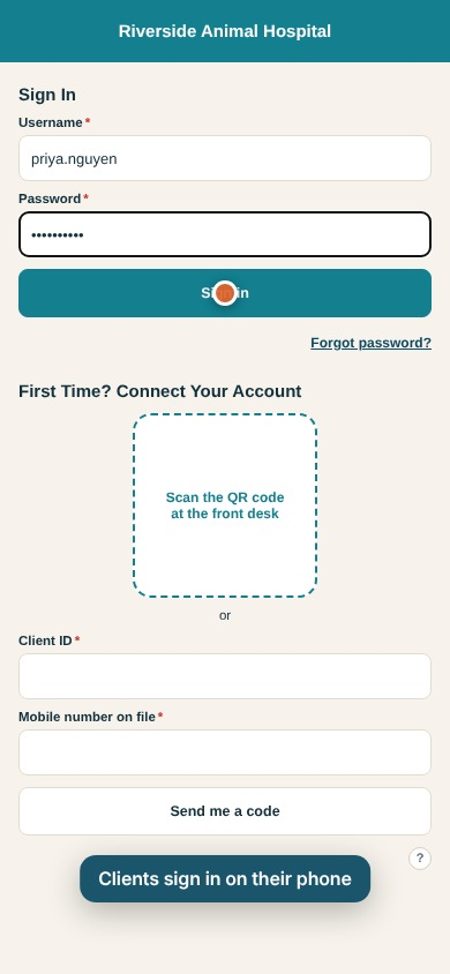 Riverside Animal Hospital
Sign In
Username *
priya.nguyen
Password *
••••••••••
Forgot password?
First Time? Connect Your Account
Scan the QR code
at the front desk
or
Client ID *
Mobile number on file *
Send me a code
?
Clients sign in on their phone